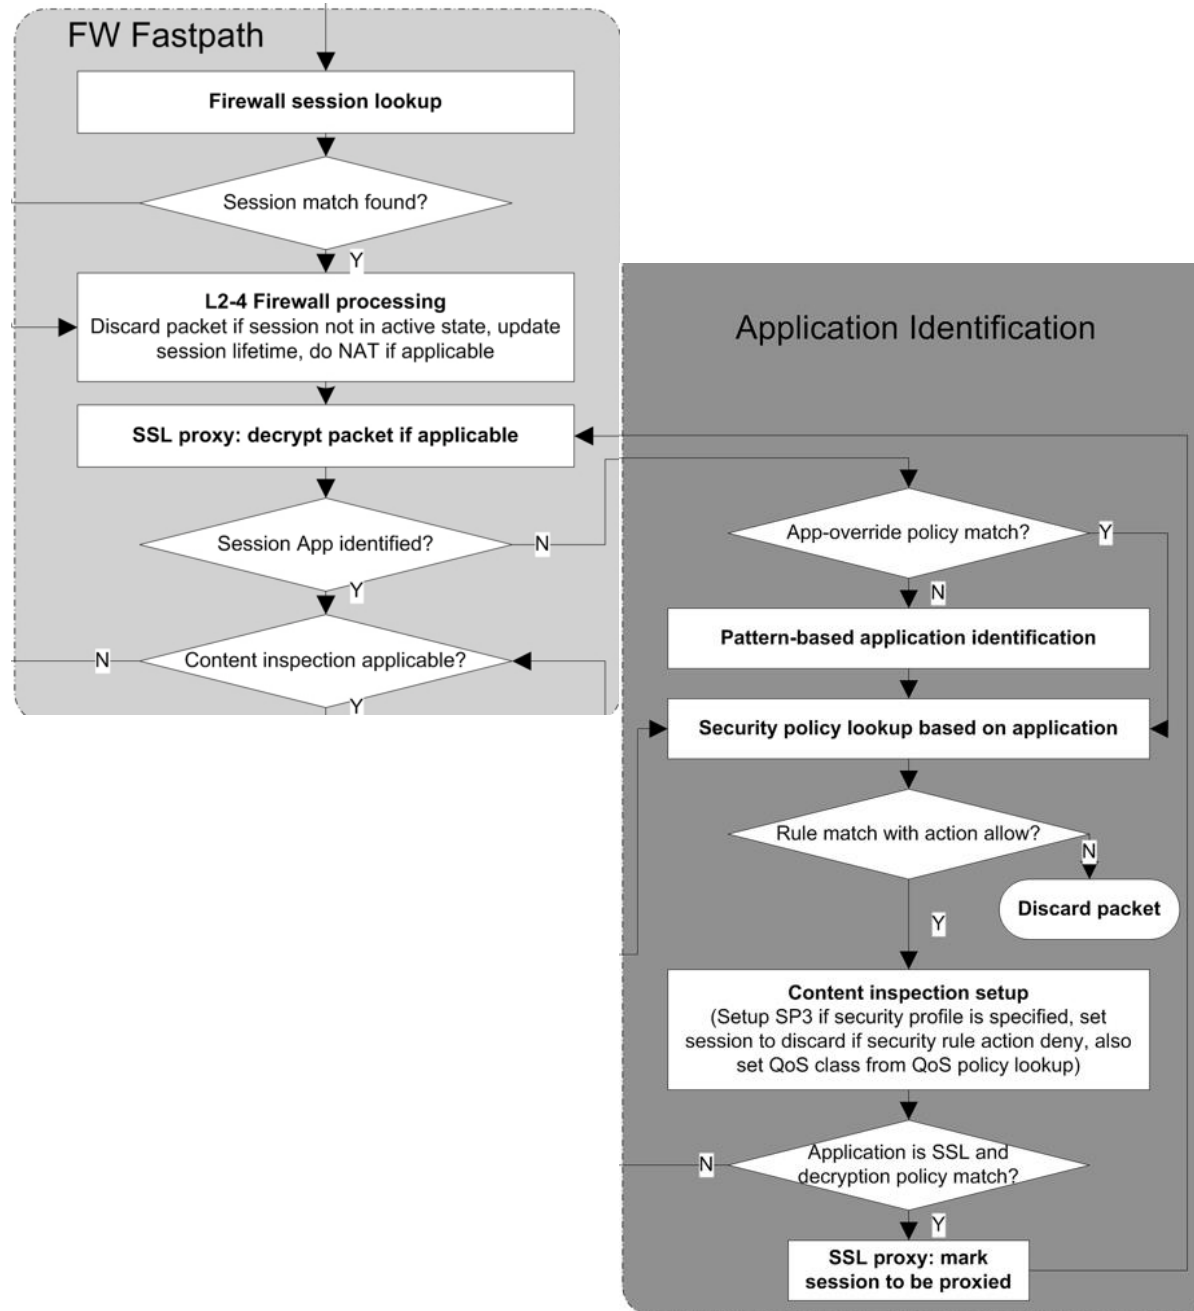 FW Fastpath
Firewall session lookup
Session match found?
Y
L2-4 Firewall processing
Discard packet if session not in active state, update
session lifetime, do NAT if applicable
SSL proxy: decrypt packet if applicable
Session App identified?
N
Y
Content inspection applicable?
N
Y
Application Identification
App-override policy match?
Y
N
Pattern-based application identification
Security policy lookup based on application
Rule match with action allow?
N
Discard packet
Y
Content inspection setup
(Setup SP3 if security profile is specified, set
session to discard if security rule action deny, also
set QoS class from QoS policy lookup)
Application is SSL and
decryption policy match?
N
Y
SSL proxy: mark
session to be proxied